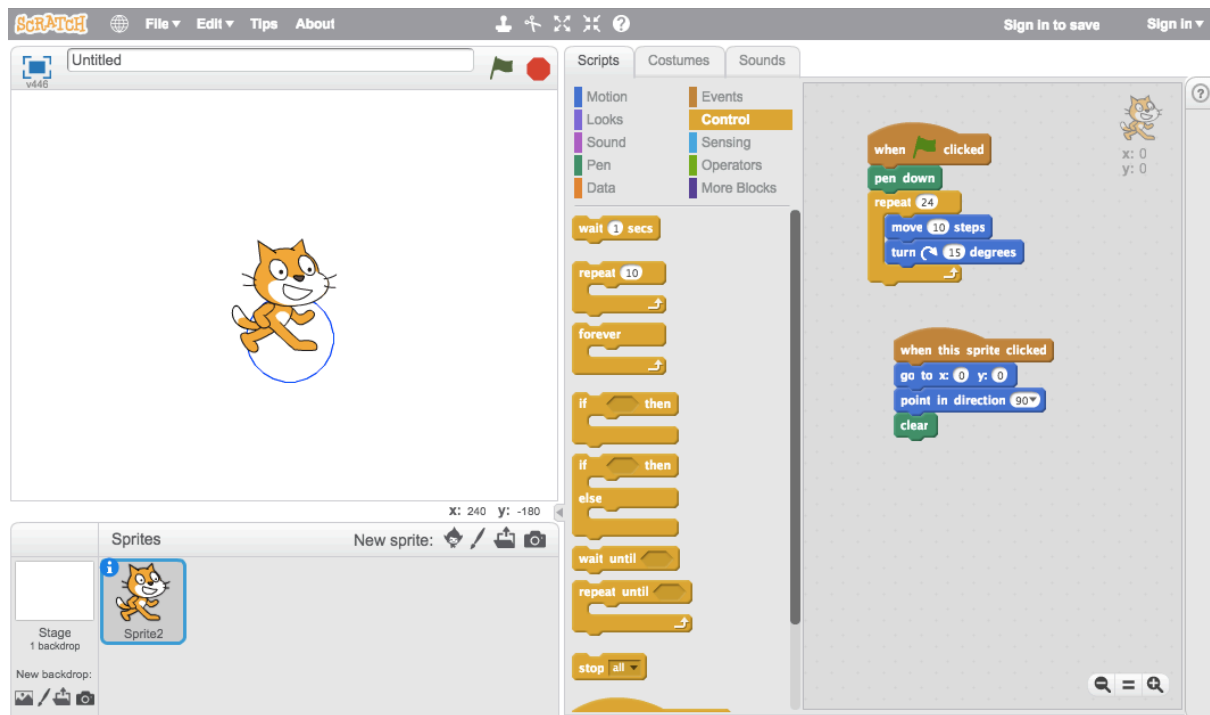 SCRATCH File Edit Tips About Sign in to save Sign in
v446 Untitled
Scripts Costumes Sounds
Motion Events
Looks Control
Sound Sensing
Pen Operators
Data More Blocks
wait 1 secs
repeat 10
forever
if then
if then
else
wait until
repeat until
stop all
when clicked
pen down
repeat 24
move 10 steps
turn 15 degrees
x: 0
y: 0
when this sprite clicked
go to x: 0 y: 0
point in direction 90
clear
X: 240 y: -180
Sprites New sprite:
Stage
1 backdrop
Sprite2
New backdrop: